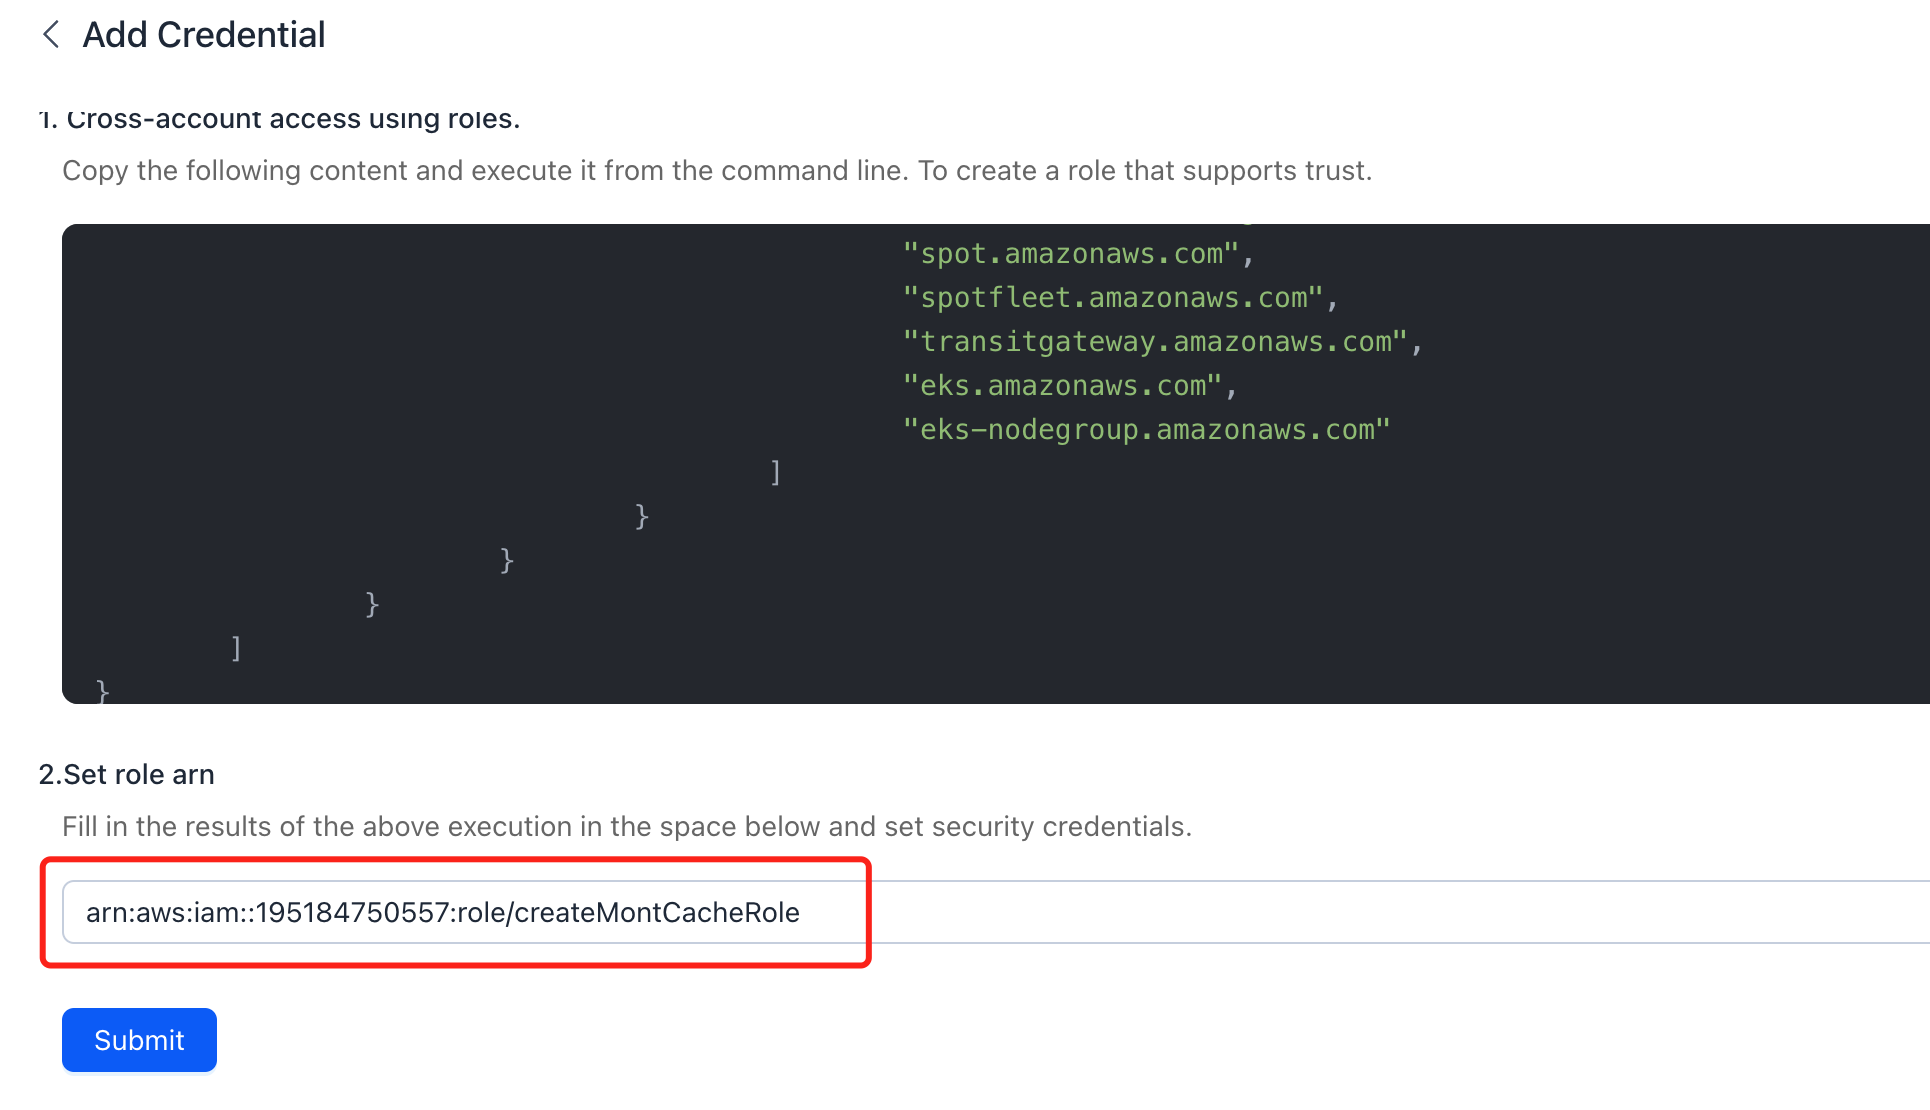 Add Credential
1. Cross-account access using roles.
Copy the following content and execute it from the command line. To create a role that supports trust.
"spot.amazonaws.com",
"spotfleet.amazonaws.com",
"transitgateway.amazonaws.com",
"eks.amazonaws.com",
"eks-nodegroup.amazonaws.com"
]
}
}
}
]
}
2.Set role arn
Fill in the results of the above execution in the space below and set security credentials.
arn:aws:iam::195184750557:role/createMontCacheRole
Submit